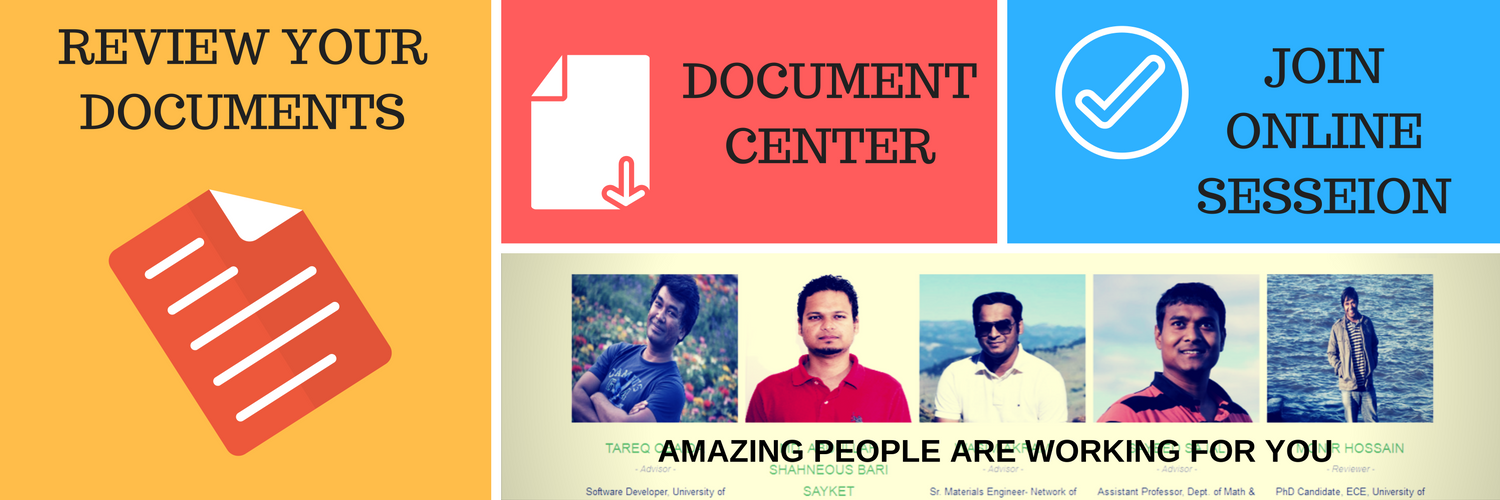 REVIEW YOUR
DOCUMENTS
DOCUMENT
CENTER
JOIN
ONLINE
SESSEION
AMAZING PEOPLE ARE WORKING FOR YOU
TAREQ
HOSSAIN
- Advisor -
SHAHNEOUS BARI
- Advisor -
- Advisor -
- Reviewer -
SAYKET
Software Developer, University of
Sr. Materials Engineer- Network of
Assistant Professor, Dept. of Math &
PhD Candidate, ECE, University of